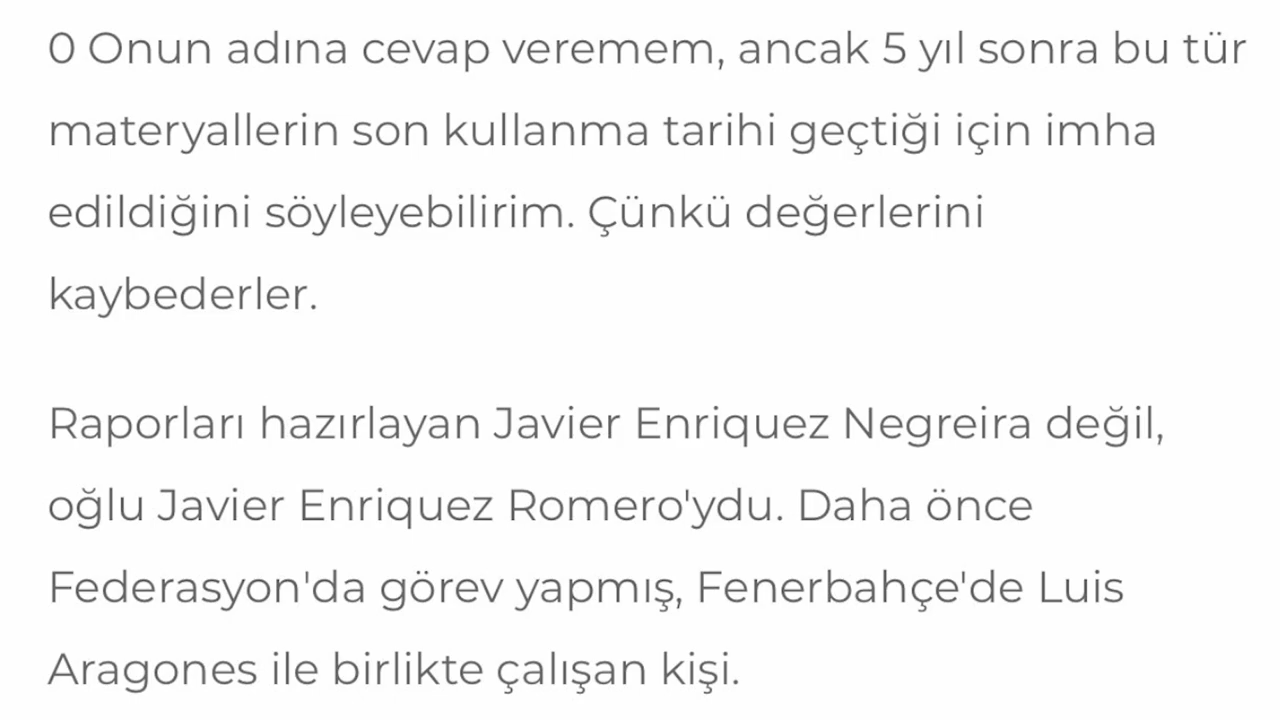 0 Onun adına cevap veremem, ancak 5 yıl sonra bu tür
materyallerin son kullanma tarihi geçtiği için imha
edildiğini söyleyebilirim. Çünkü değerlerini
kaybederler.
Raporları hazırlayan Javier Enriquez Negreira değil,
oğlu Javier Enriquez Romero'ydu. Daha önce
Federasyon'da görev yapmış, Fenerbahçe'de Luis
Aragones ile birlikte çalışan kişi.